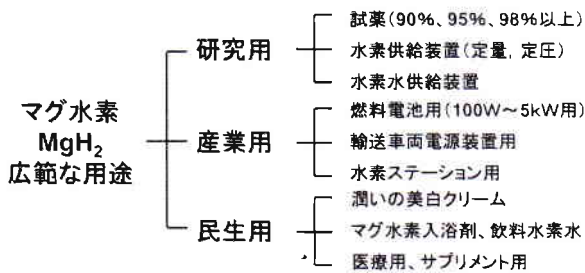 マグ水素
MgH₂
広範な用途
研究用
試薬(90%、95%、98%以上)
水素供給装置(定量, 定圧)
水素水供給装置
産業用
燃料電池用(100W～5kW用)
輸送車両電源装置用
水素ステーション用
民生用
潤いの美白クリーム
マグ水素入浴剤、飲料水素水
医療用、サプリメント用